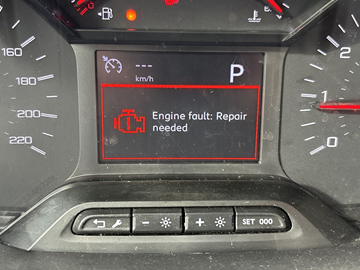 160
180
200
220
---
km/h
P
Engine fault: Repair
needed
2
1
0
-
+
SET 000